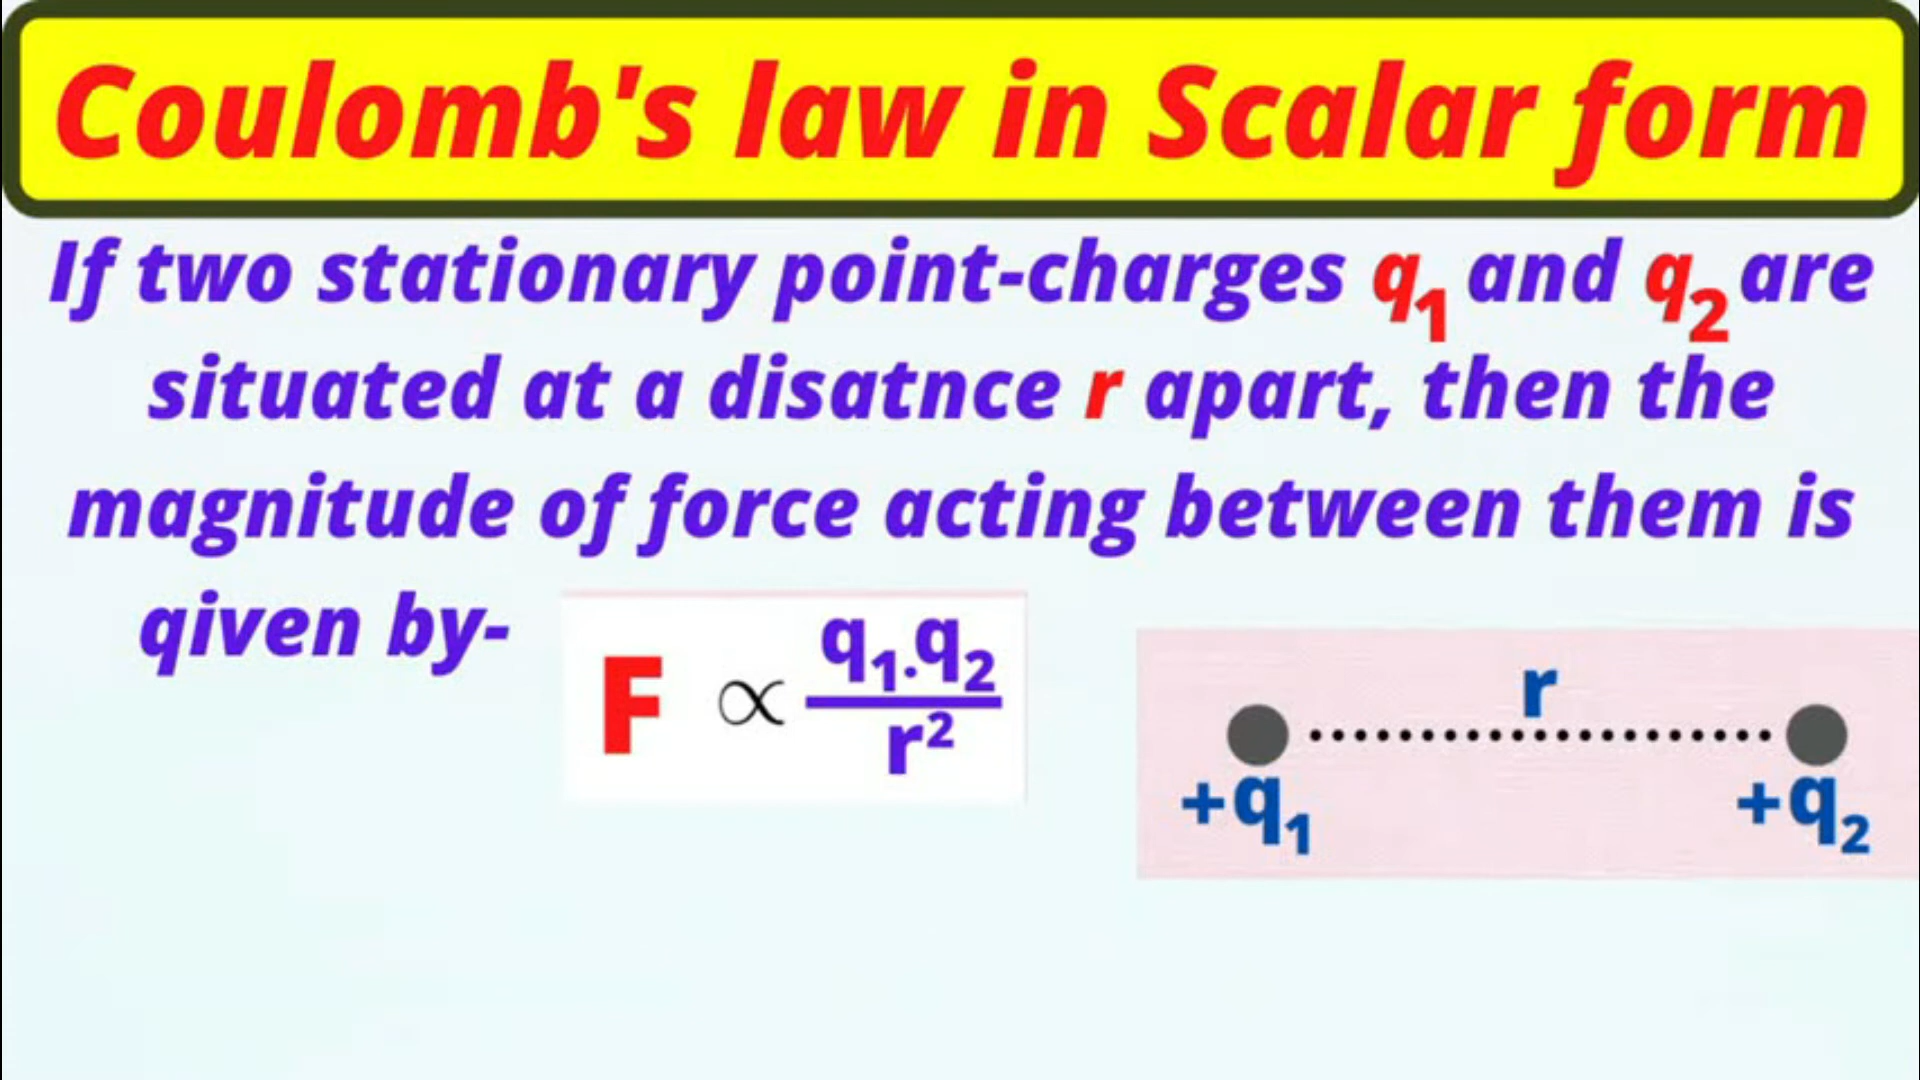 Coulomb's law in Scalar form
If two stationary point-charges q₁ and q₂ are
situated at a disatnce r apart, then the
magnitude of force acting between them is
qiven by-
F ∝ q₁.q₂ / r²
r
+q₁ +q₂